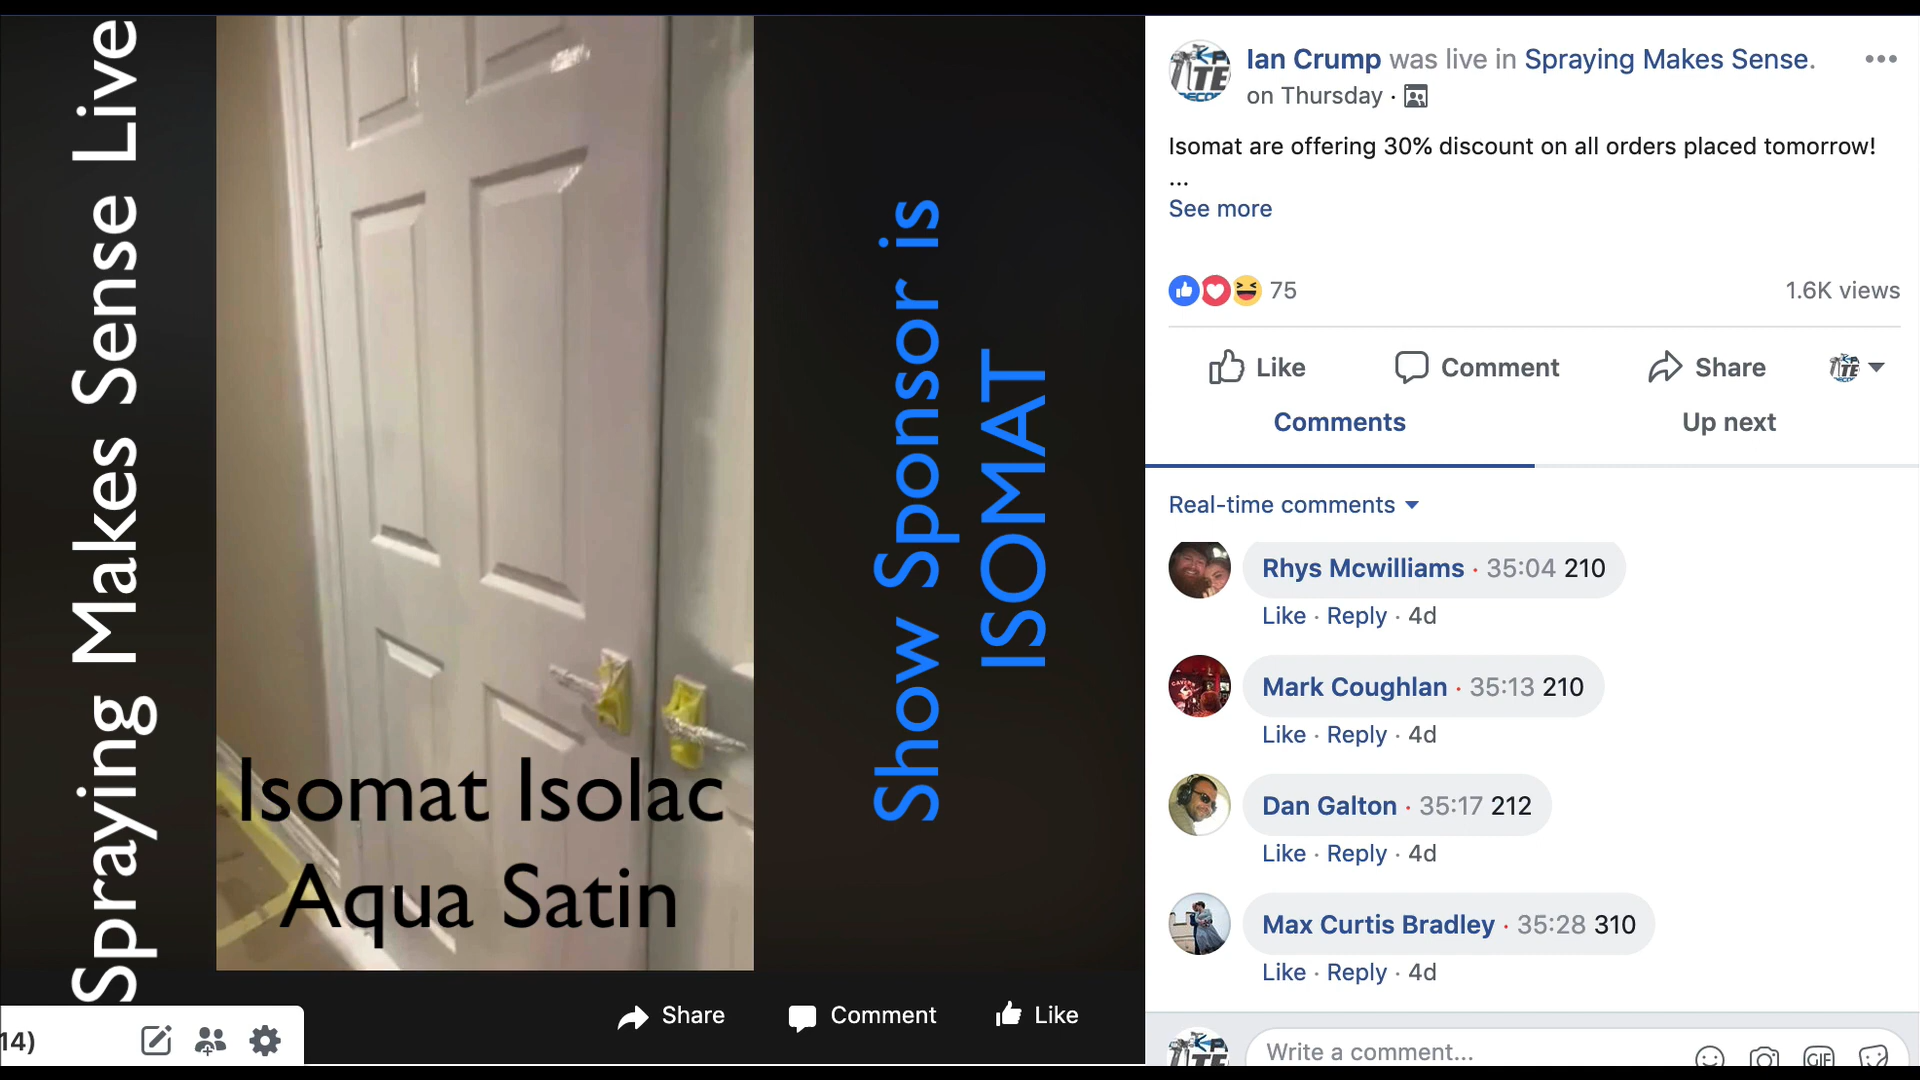 Spraying Makes Sense Live
Isomat Isolac
Aqua Satin
Show Sponsor is
ISOMAT
Share
Comment
Like
14)
Ian Crump was live in Spraying Makes Sense.
on Thursday ·
Isomat are offering 30% discount on all orders placed tomorrow!
...
See more
75
1.6K views
Like
Comment
Share
Comments
Up next
Real-time comments
Rhys Mcwilliams · 35:04 210
Like · Reply · 4d
Mark Coughlan · 35:13 210
Like · Reply · 4d
Dan Galton · 35:17 212
Like · Reply · 4d
Max Curtis Bradley · 35:28 310
Like · Reply · 4d
Write a comment...
GIF